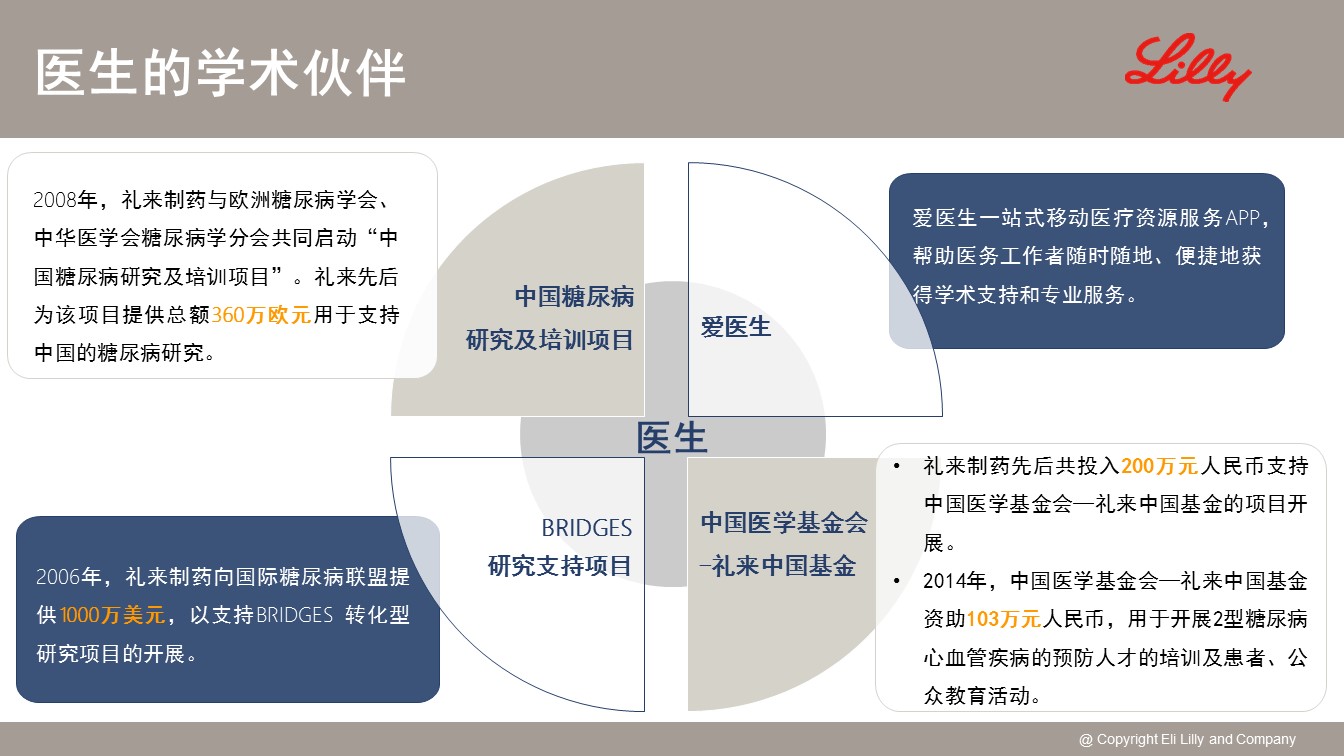 医生的学术伙伴
Lilly
2008年，礼来制药与欧洲糖尿病学会、
中华医学会糖尿病学分会共同启动“中
国糖尿病研究及培训项目”。礼来先后
为该项目提供总额360万欧元用于支持
中国的糖尿病研究。
中国糖尿病
研究及培训项目
爱医生
爱医生一站式移动医疗资源服务APP，
帮助医务工作者随时随地、便捷地获
得学术支持和专业服务。
医生
2006年，礼来制药向国际糖尿病联盟提
供1000万美元，以支持BRIDGES 转化型
研究项目的开展。
BRIDGES
研究支持项目
中国医学基金会
–礼来中国基金
• 礼来制药先后共投入200万元人民币支持
中国医学基金会—礼来中国基金的项目开
展。
• 2014年，中国医学基金会—礼来中国基金
资助103万元人民币，用于开展2型糖尿病
心血管疾病的预防人才的培训及患者、公
众教育活动。
@ Copyright Eli Lilly and Company